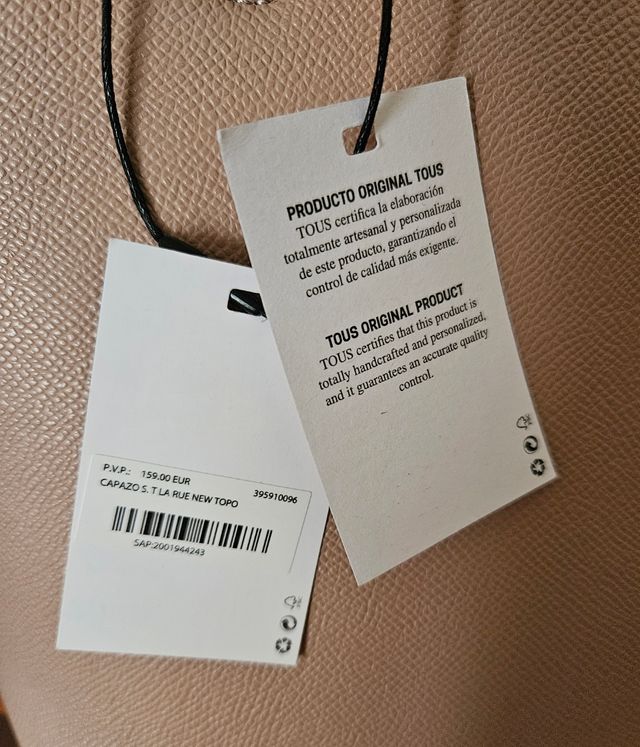 PRODUCTO ORIGINAL TOUS
TOUS certifica la elaboración
totalmente artesanal y personalizada
de este producto, garantizando el
control de calidad más exigente.
TOUS ORIGINAL PRODUCT
TOUS certifies that this product is
totally handcrafted and personalized,
and it guarantees an accurate quality
control.
P.V.P.: 159.00 EUR
CAPAZO S. T.LA RUE NEW TOPO 395910096
SAP:2001944243